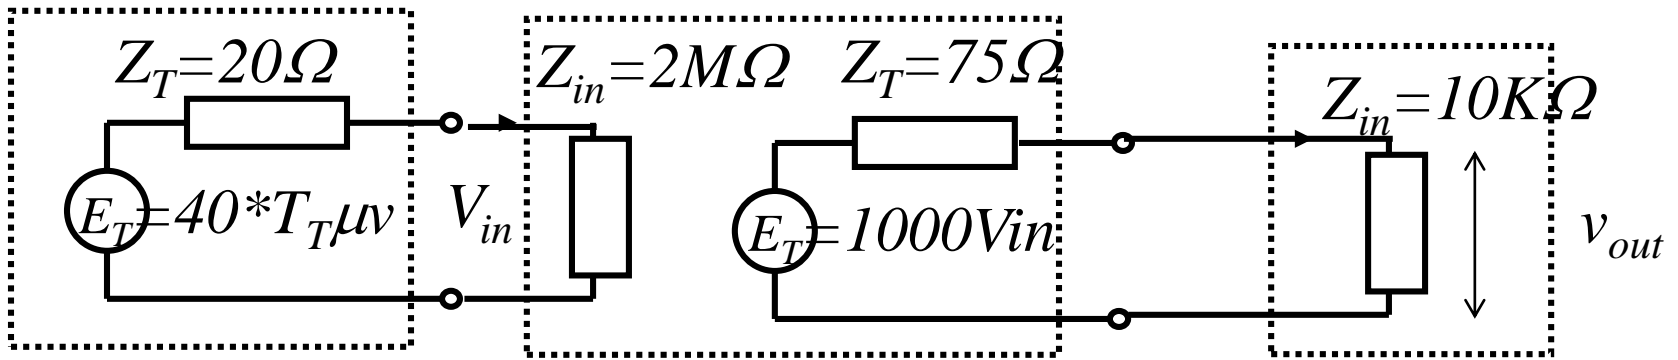 Z_T=20Ω
E_T=40*T_Tμv
V_in
Z_in=2MΩ
Z_T=75Ω
E_T=1000Vin
Z_in=10KΩ
v_out